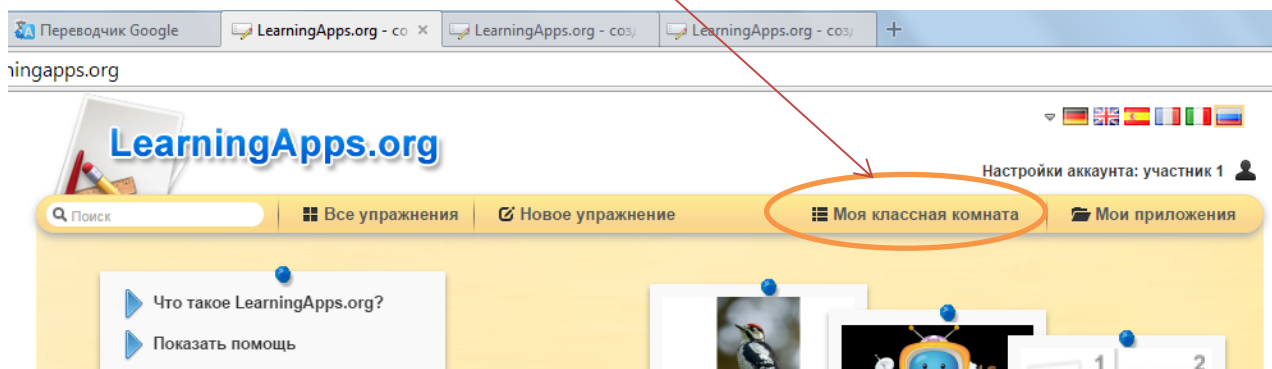 Переводчик Google LearningApps.org - со LearningApps.org - соз LearningApps.org - соз
ningapps.org
LearningApps.org
Настройки аккаунта: участник 1
Поиск Все упражнения Новое упражнение Моя классная комната Мои приложения
Что такое LearningApps.org?
Показать помощь
1 2